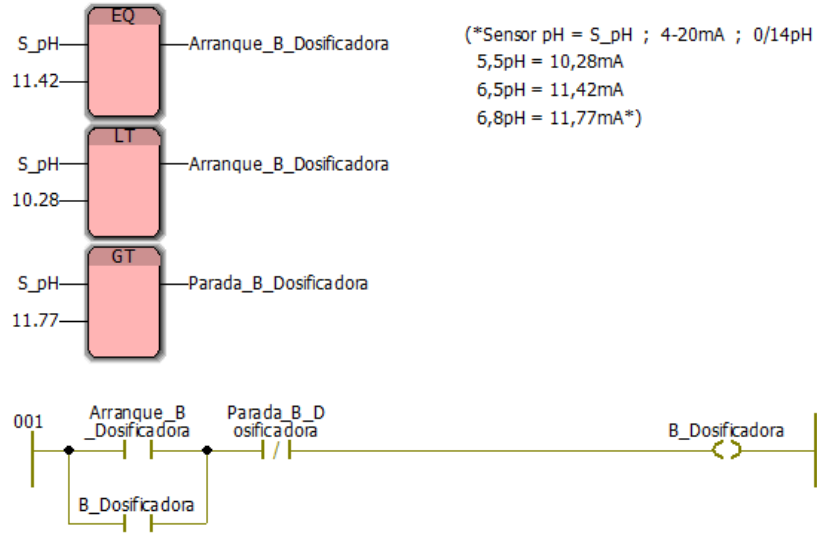 EQ
S_pH
Arranque_B_Dosificadora
11.42
LT
S_pH
Arranque_B_Dosificadora
10.28
GT
S_pH
Parada_B_Dosificadora
11.77
(*Sensor pH = S_pH ; 4-20mA ; 0/14pH
5,5pH = 10,28mA
6,5pH = 11,42mA
6,8pH = 11,77mA*)
001
Arranque_B
_Dosificadora
Parada_B_D
osificadora
B_Dosificadora
B_Dosificadora